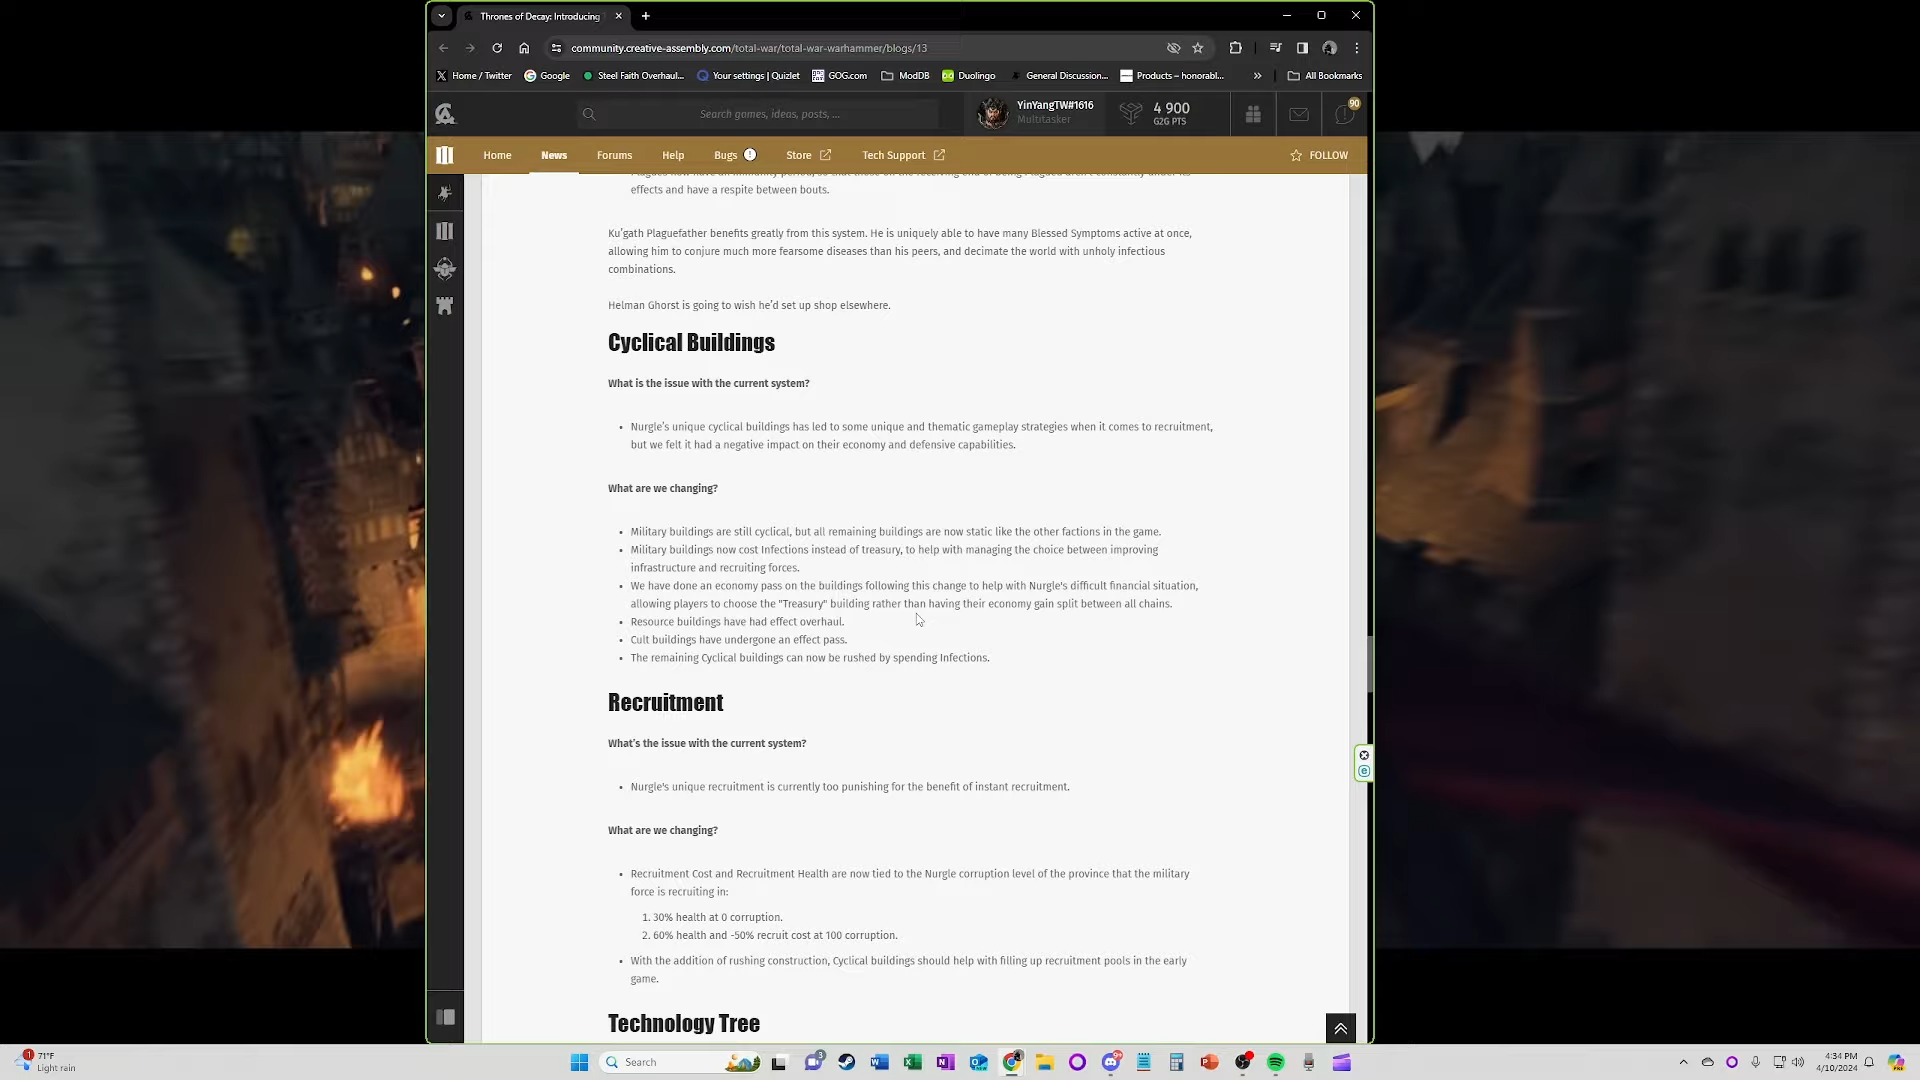 Thrones of Decay: Introducing
community.creative-assembly.com/total-war/total-war-warhammer/blogs/13
Home / Twitter
Google
Steel Faith Overhaul...
Your settings | Quizlet
GOG.com
ModDB
Duolingo
General Discussion...
Products – honorabl...
»
All Bookmarks
Search games, ideas, posts, ...
YinYangTW#1616
Multitasker
4 900
G2G PTS
90
Home
News
Forums
Help
Bugs
Store
Tech Support
FOLLOW
effects and have a respite between bouts.
Ku'gath Plaguefather benefits greatly from this system. He is uniquely able to have many Blessed Symptoms active at once,
allowing him to conjure much more fearsome diseases than his peers, and decimate the world with unholy infectious
combinations.
Helman Ghorst is going to wish he'd set up shop elsewhere.
Cyclical Buildings
What is the issue with the current system?
• Nurgle's unique cyclical buildings has led to some unique and thematic gameplay strategies when it comes to recruitment,
but we felt it had a negative impact on their economy and defensive capabilities.
What are we changing?
• Military buildings are still cyclical, but all remaining buildings are now static like the other factions in the game.
• Military buildings now cost Infections instead of treasury, to help with managing the choice between improving
infrastructure and recruiting forces.
• We have done an economy pass on the buildings following this change to help with Nurgle's difficult financial situation,
allowing players to choose the "Treasury" building rather than having their economy gain split between all chains.
• Resource buildings have had effect overhaul.
• Cult buildings have undergone an effect pass.
• The remaining Cyclical buildings can now be rushed by spending Infections.
Recruitment
What's the issue with the current system?
• Nurgle's unique recruitment is currently too punishing for the benefit of instant recruitment.
What are we changing?
• Recruitment Cost and Recruitment Health are now tied to the Nurgle corruption level of the province that the military
force is recruiting in:
1. 30% health at 0 corruption.
2. 60% health and -50% recruit cost at 100 corruption.
• With the addition of rushing construction, Cyclical buildings should help with filling up recruitment pools in the early
game.
Technology Tree
71°F
Light rain
Search
4:34 PM
4/10/2024